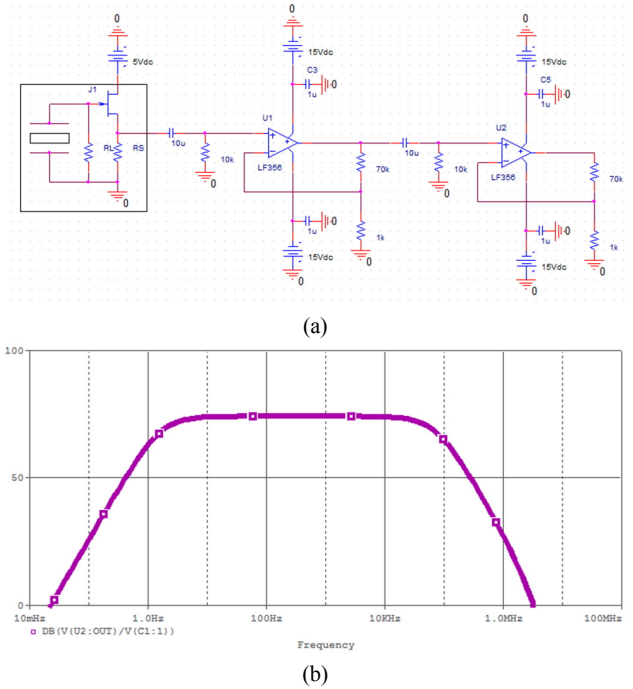 0 0 0
5Vdc 15Vdc 15Vdc
J1 C3 C5
0 0
1u 1u
U1 U2
RL RS 10u 10k LF356 70k 10u 10k LF356 70k
0 0 0
0 0
1u 1k 1u 1k
15Vdc 15Vdc
0 0 0 0
(a)
100
50
0
10mHz 1.0Hz 100Hz 10KHz 1.0MHz 100MHz
DB(V(U2:OUT)/V(C1:1))
Frequency
(b)